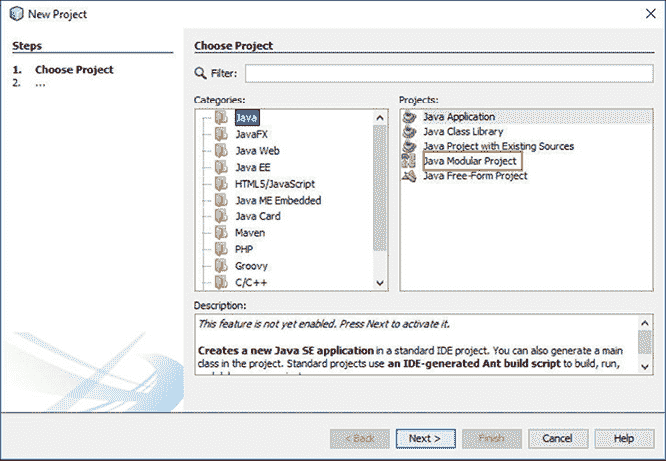 New Project
Steps
1. Choose Project
2. ...
Choose Project
Filter:
Categories:
Java
JavaFX
Java Web
Java EE
HTML5/JavaScript
Java ME Embedded
Java Card
Maven
PHP
Groovy
C/C++
Projects:
Java Application
Java Class Library
Java Project with Existing Sources
Java Modular Project
Java Free-Form Project
Description:
This feature is not yet enabled. Press Next to activate it.
Creates a new Java SE application in a standard IDE project. You can also generate a main
class in the project. Standard projects use an IDE-generated Ant build script to build, run,
< Back
Next >
Finish
Cancel
Help